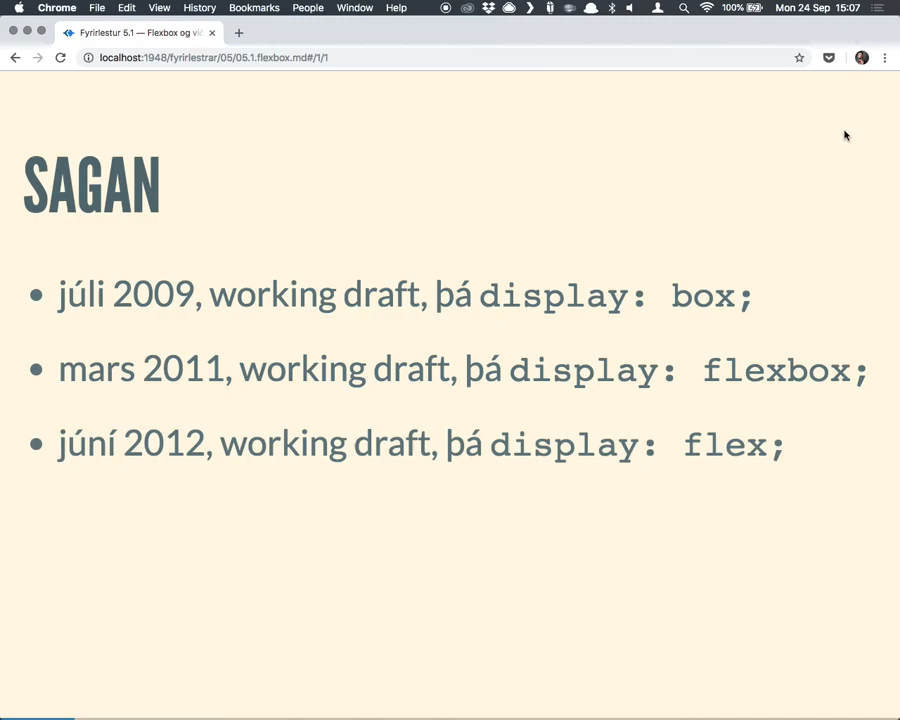 Chrome File Edit View History Bookmarks People Window Help 100% Mon 24 Sep 15:07
Fyrirlestur 5.1 — Flexbox og við
localhost:1948/fyrirlestrar/05/05.1.flexbox.md#/1/1
SAGAN
júlí 2009, working draft, þá display: box;
mars 2011, working draft, þá display: flexbox;
júní 2012, working draft, þá display: flex;